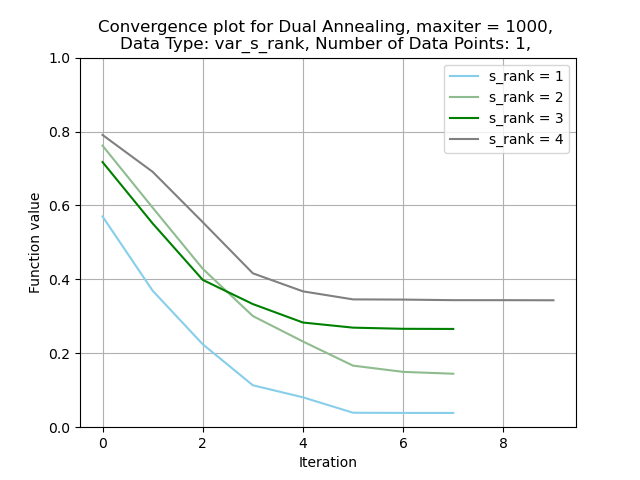 Convergence plot for Dual Annealing, maxiter = 1000,
Data Type: var_s_rank, Number of Data Points: 1,
1.0
0.8
0.6
0.4
0.2
0.0
Function value
s_rank = 1
s_rank = 2
s_rank = 3
s_rank = 4
0 2 4 6 8
Iteration